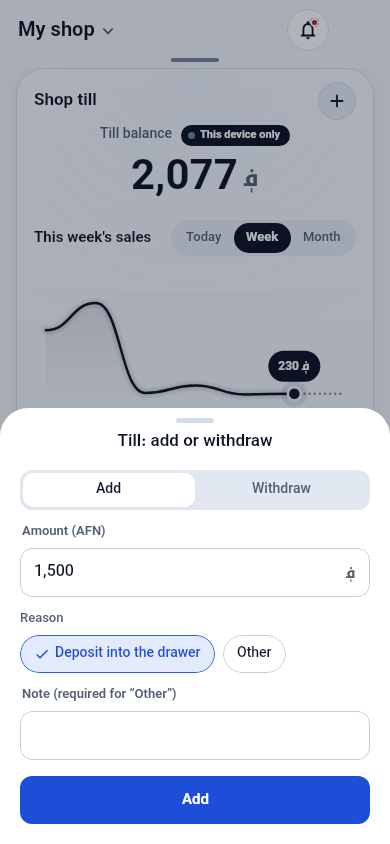 My shop
Shop till
Till balance
This device only
2,077 ؋
This week's sales
Today
Week
Month
230 ؋
Till: add or withdraw
Add
Withdraw
Amount (AFN)
1,500
؋
Reason
Deposit into the drawer
Other
Note (required for “Other”)
Add